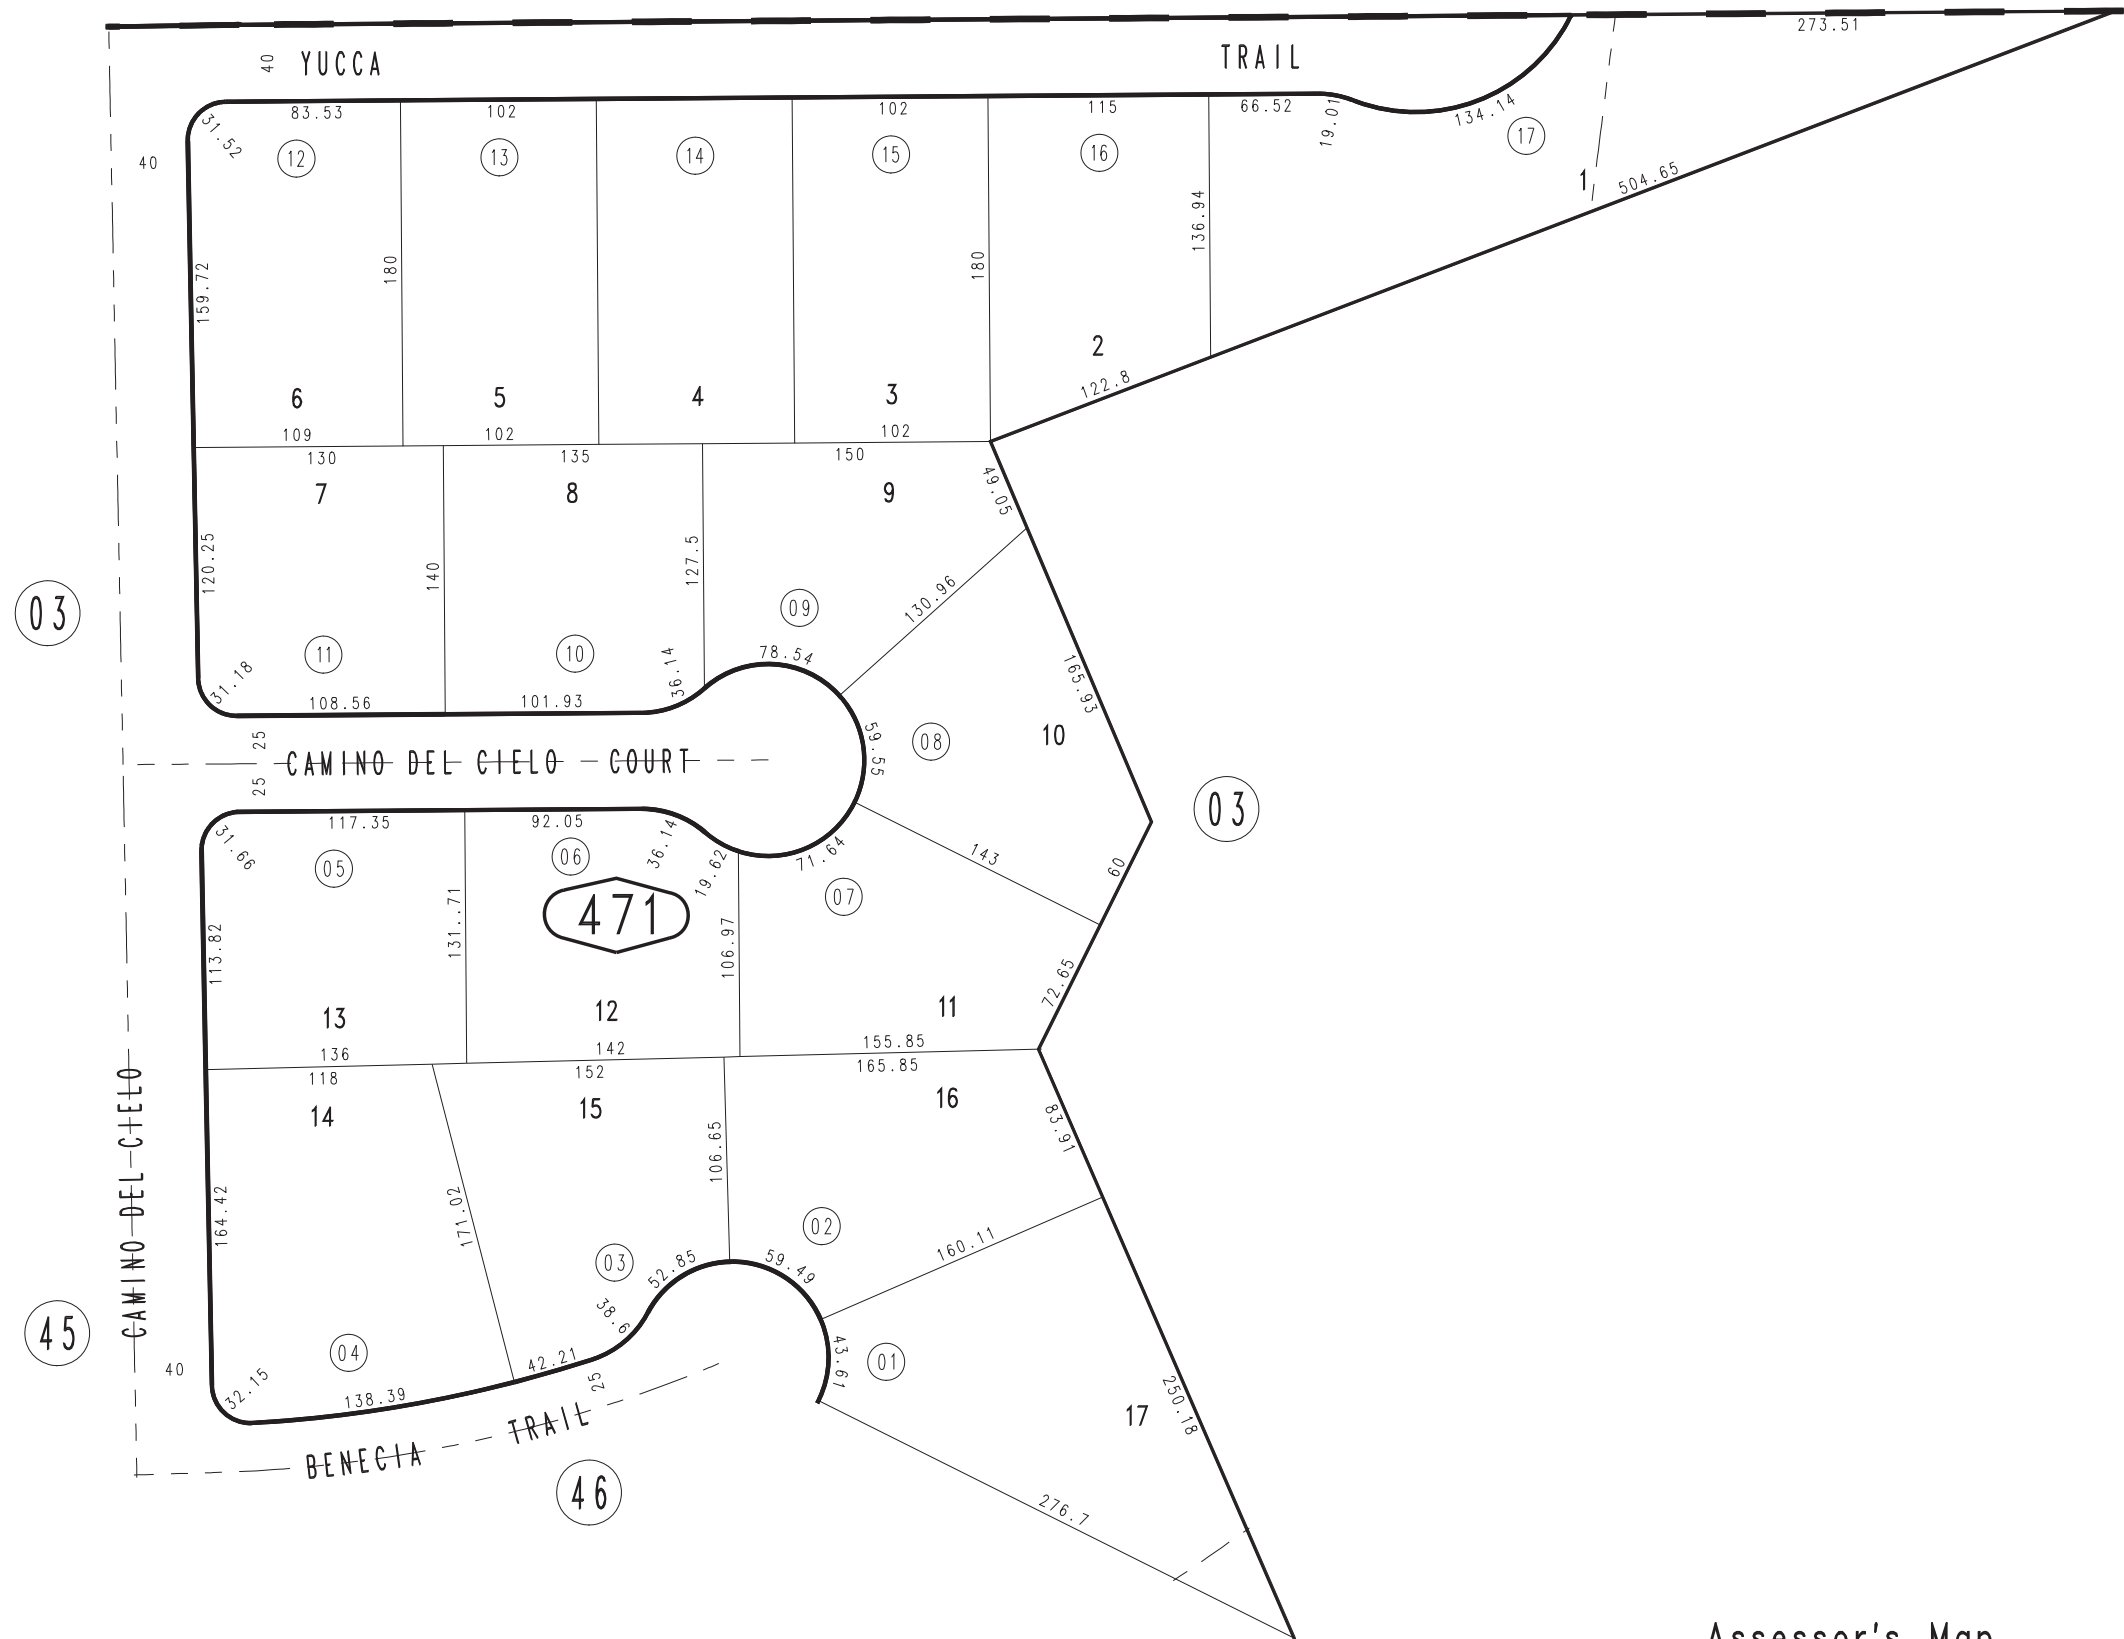 273.51
40 YUCCA TRAIL
83.53 102 102 115 66.52 19.01 134.14
31.52
40
12 13 14 15 16 17
1 504.65
136.94
159.72 180 180
2
122.8
6 5 4 3
109 102 102
130 135 150
7 8 9
49.05
120.25 140 127.5
03
09 130.96
11 10
31.18 36.14 78.54
165.93
108.56 101.93
59.55 08 10
25
CAMINO DEL CIELO COURT
25
03
117.35 92.05
31.66 05 06 36.14 19.62 71.64 143 60
07
471
113.82 131..71 106.97
72.65
13 12 11
136 142 155.85
118 152 165.85
14 15 16
83.91
CAMINO DEL CIELO
164.42 171.02 106.65
02
160.11
03 52.85 59.49
38.6
45
04 43.61 01
40
42.21
25
32.15 138.39
250.18
17
BENECIA TRAIL
46
276.7
Assessor's Map